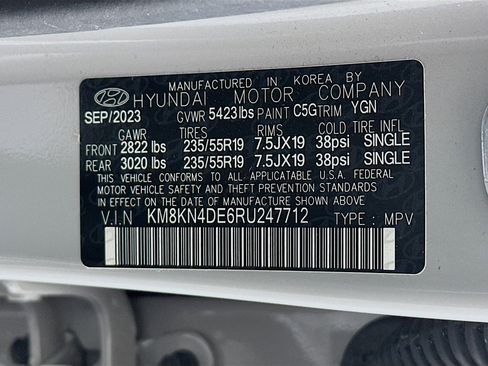 MANUFACTURED IN KOREA BY
HYUNDAI MOTOR COMPANY
SEP/2023 GVWR 5423lbs PAINT C5G TRIM YGN
GAWR TIRES RIMS COLD TIRE INFL
FRONT 2822 lbs 235/55R19 7.5JX19 38psi SINGLE
REAR 3020 lbs 235/55R19 7.5JX19 38psi SINGLE
THIS VEHICLE CONFORMS TO ALL APPLICABLE U.S.A. FEDERAL
MOTOR VEHICLE SAFETY AND THEFT PREVENTION STANDARDS
IN EFFECT ON THE DATE OF MANUFACTURE SHOWN ABOVE
V.I.N KM8KN4DE6RU247712 TYPE : MPV